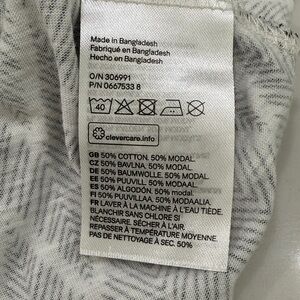 Made in Bangladesh
Fabriqué en Bangladesh
Hecho en Bangladesh
O/N 306991
P/N 0667533 8
40
clevercare.info
GB 50% COTTON. 50% MODAL.
CZ 50% BAVLNA. 50% MODAL.
DE 50% BAUMWOLLE. 50% MODAL.
EE 50% PUUVILL. 50% MODAAL.
ES 50% ALGODÓN. 50% MODAL.
FI 50% PUUVILLAA. 50% MODAALIA.
FR LAVER À LA MACHINE À L'EAU TIÈDE.
BLANCHIR SANS CHLORE SI
NÉCESSAIRE. SÉCHER À L'AIR.
REPASSER À TEMPÉRATURE MOYENNE.
PAS DE NETTOYAGE À SEC. 50%